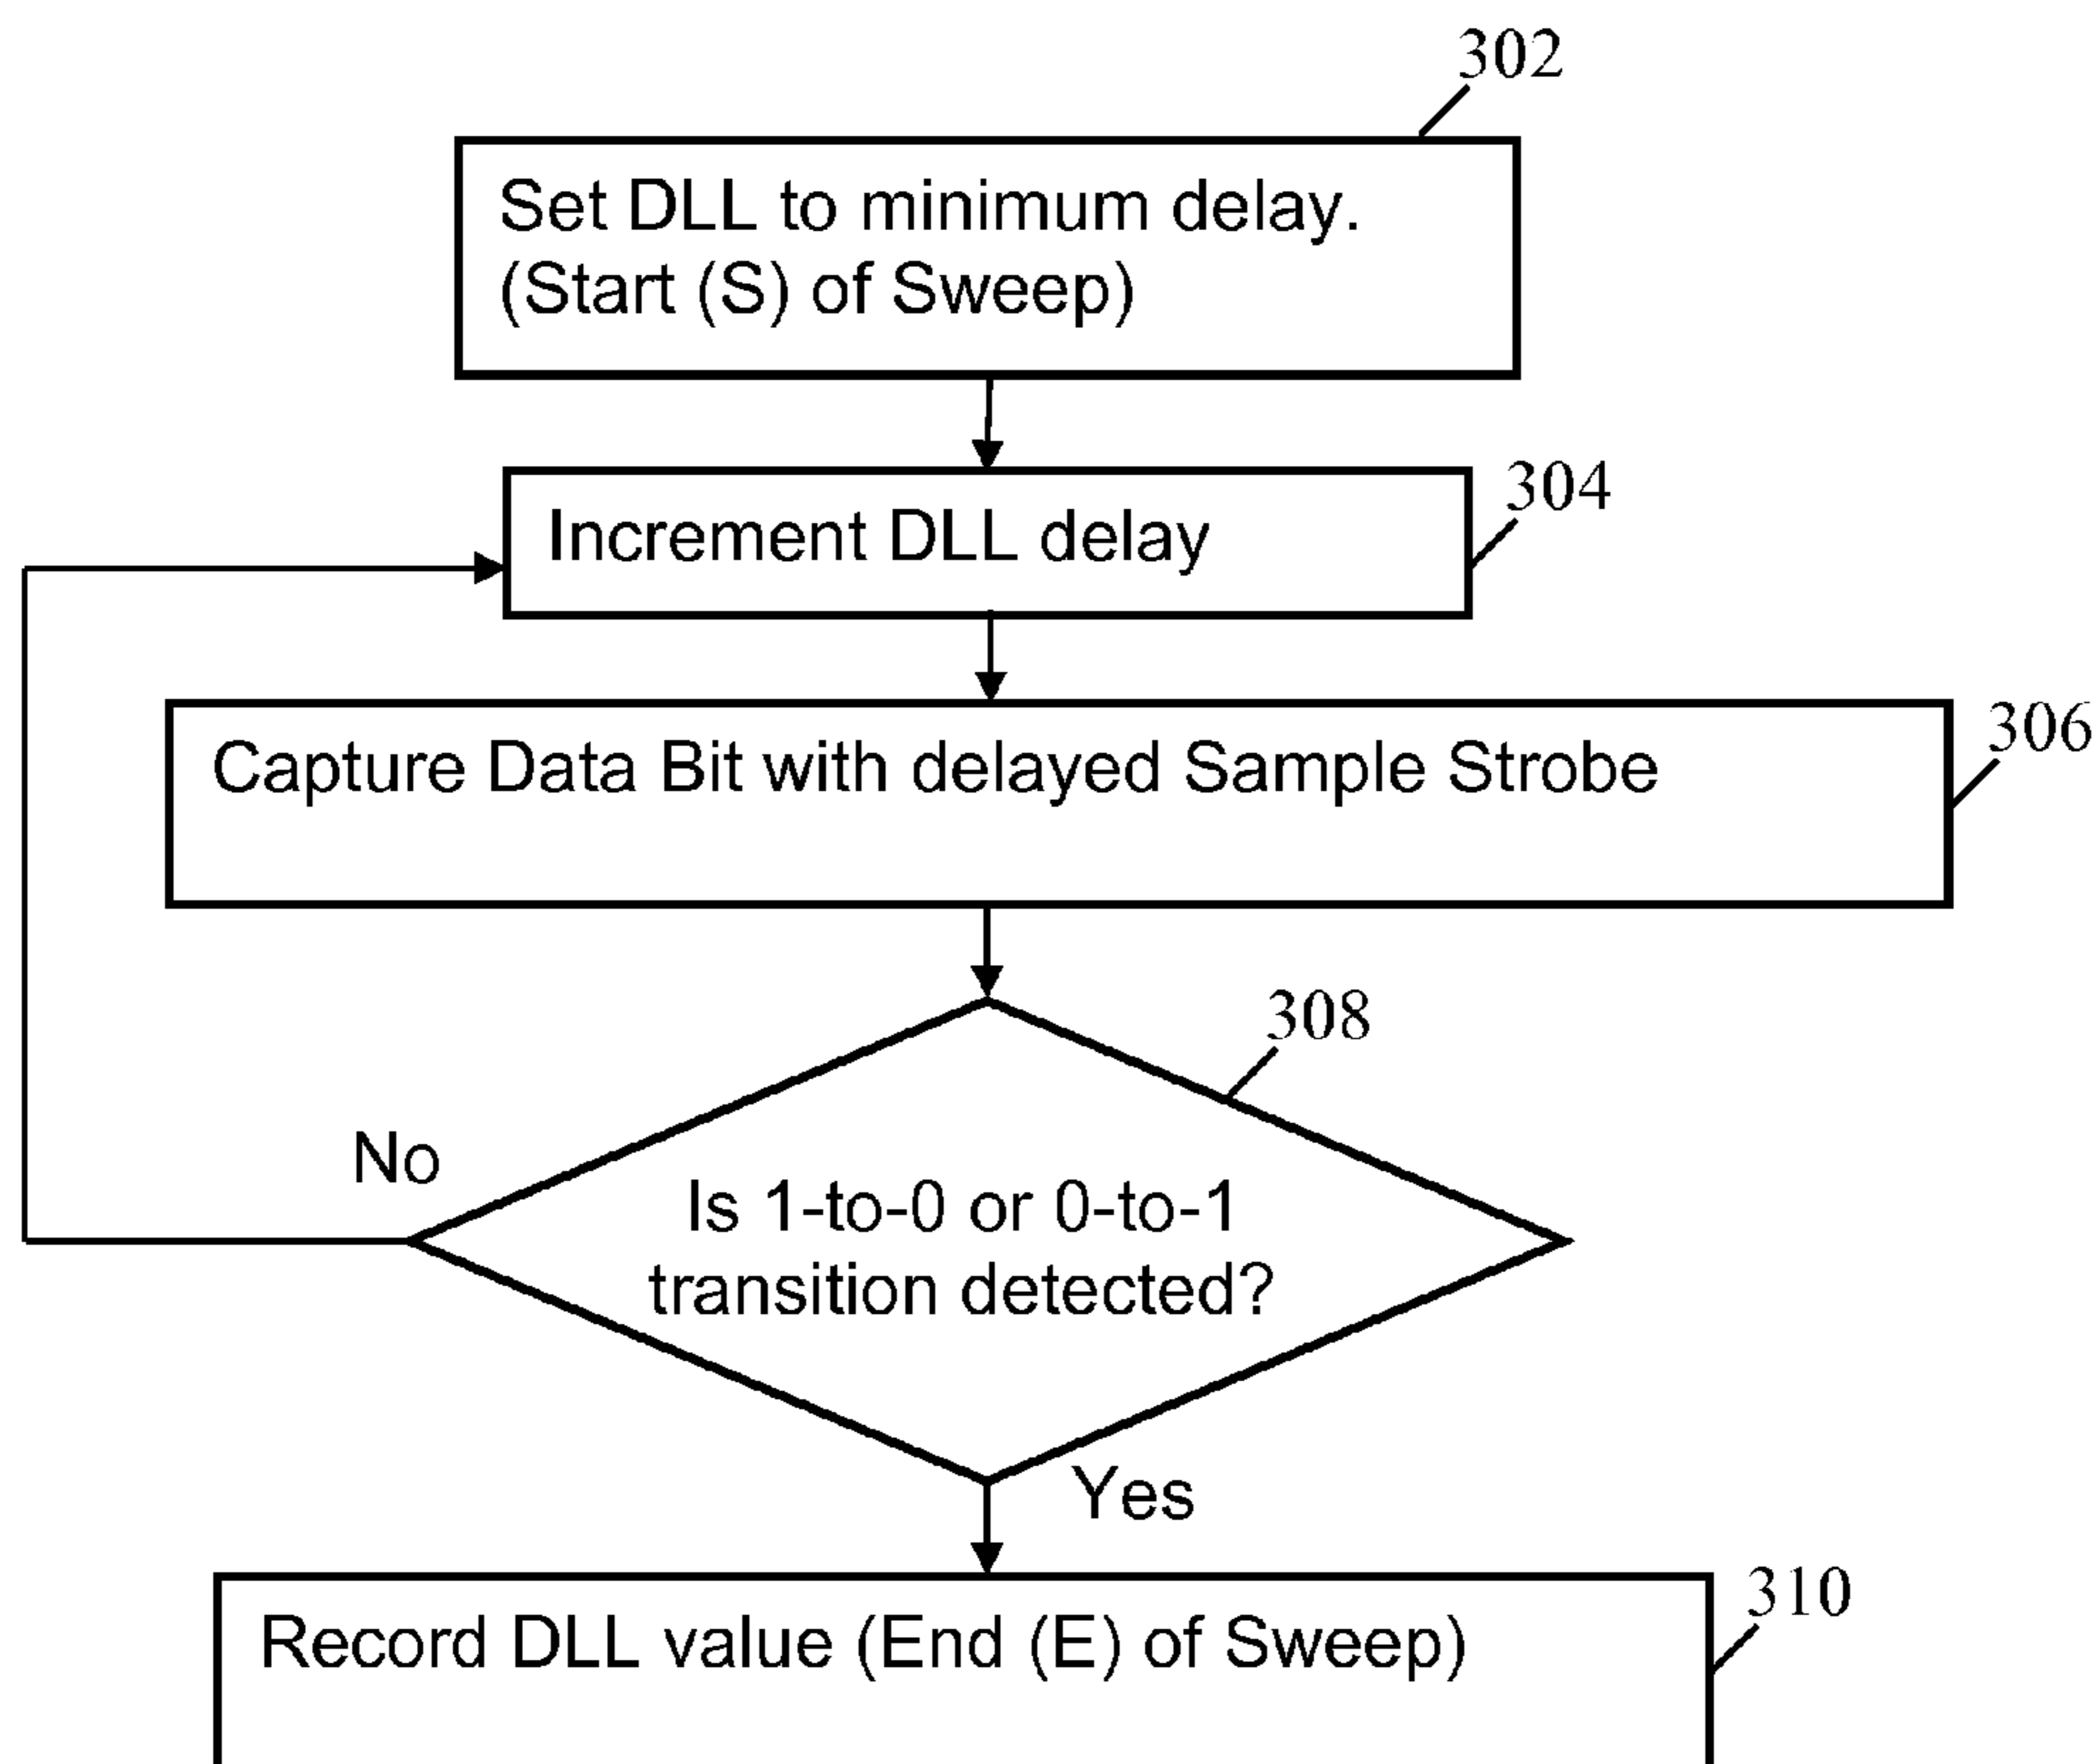 302
Set DLL to minimum delay.
(Start (S) of Sweep)
304
Increment DLL delay
306
Capture Data Bit with delayed Sample Strobe
308
No
Is 1-to-0 or 0-to-1
transition detected?
Yes
310
Record DLL value (End (E) of Sweep)